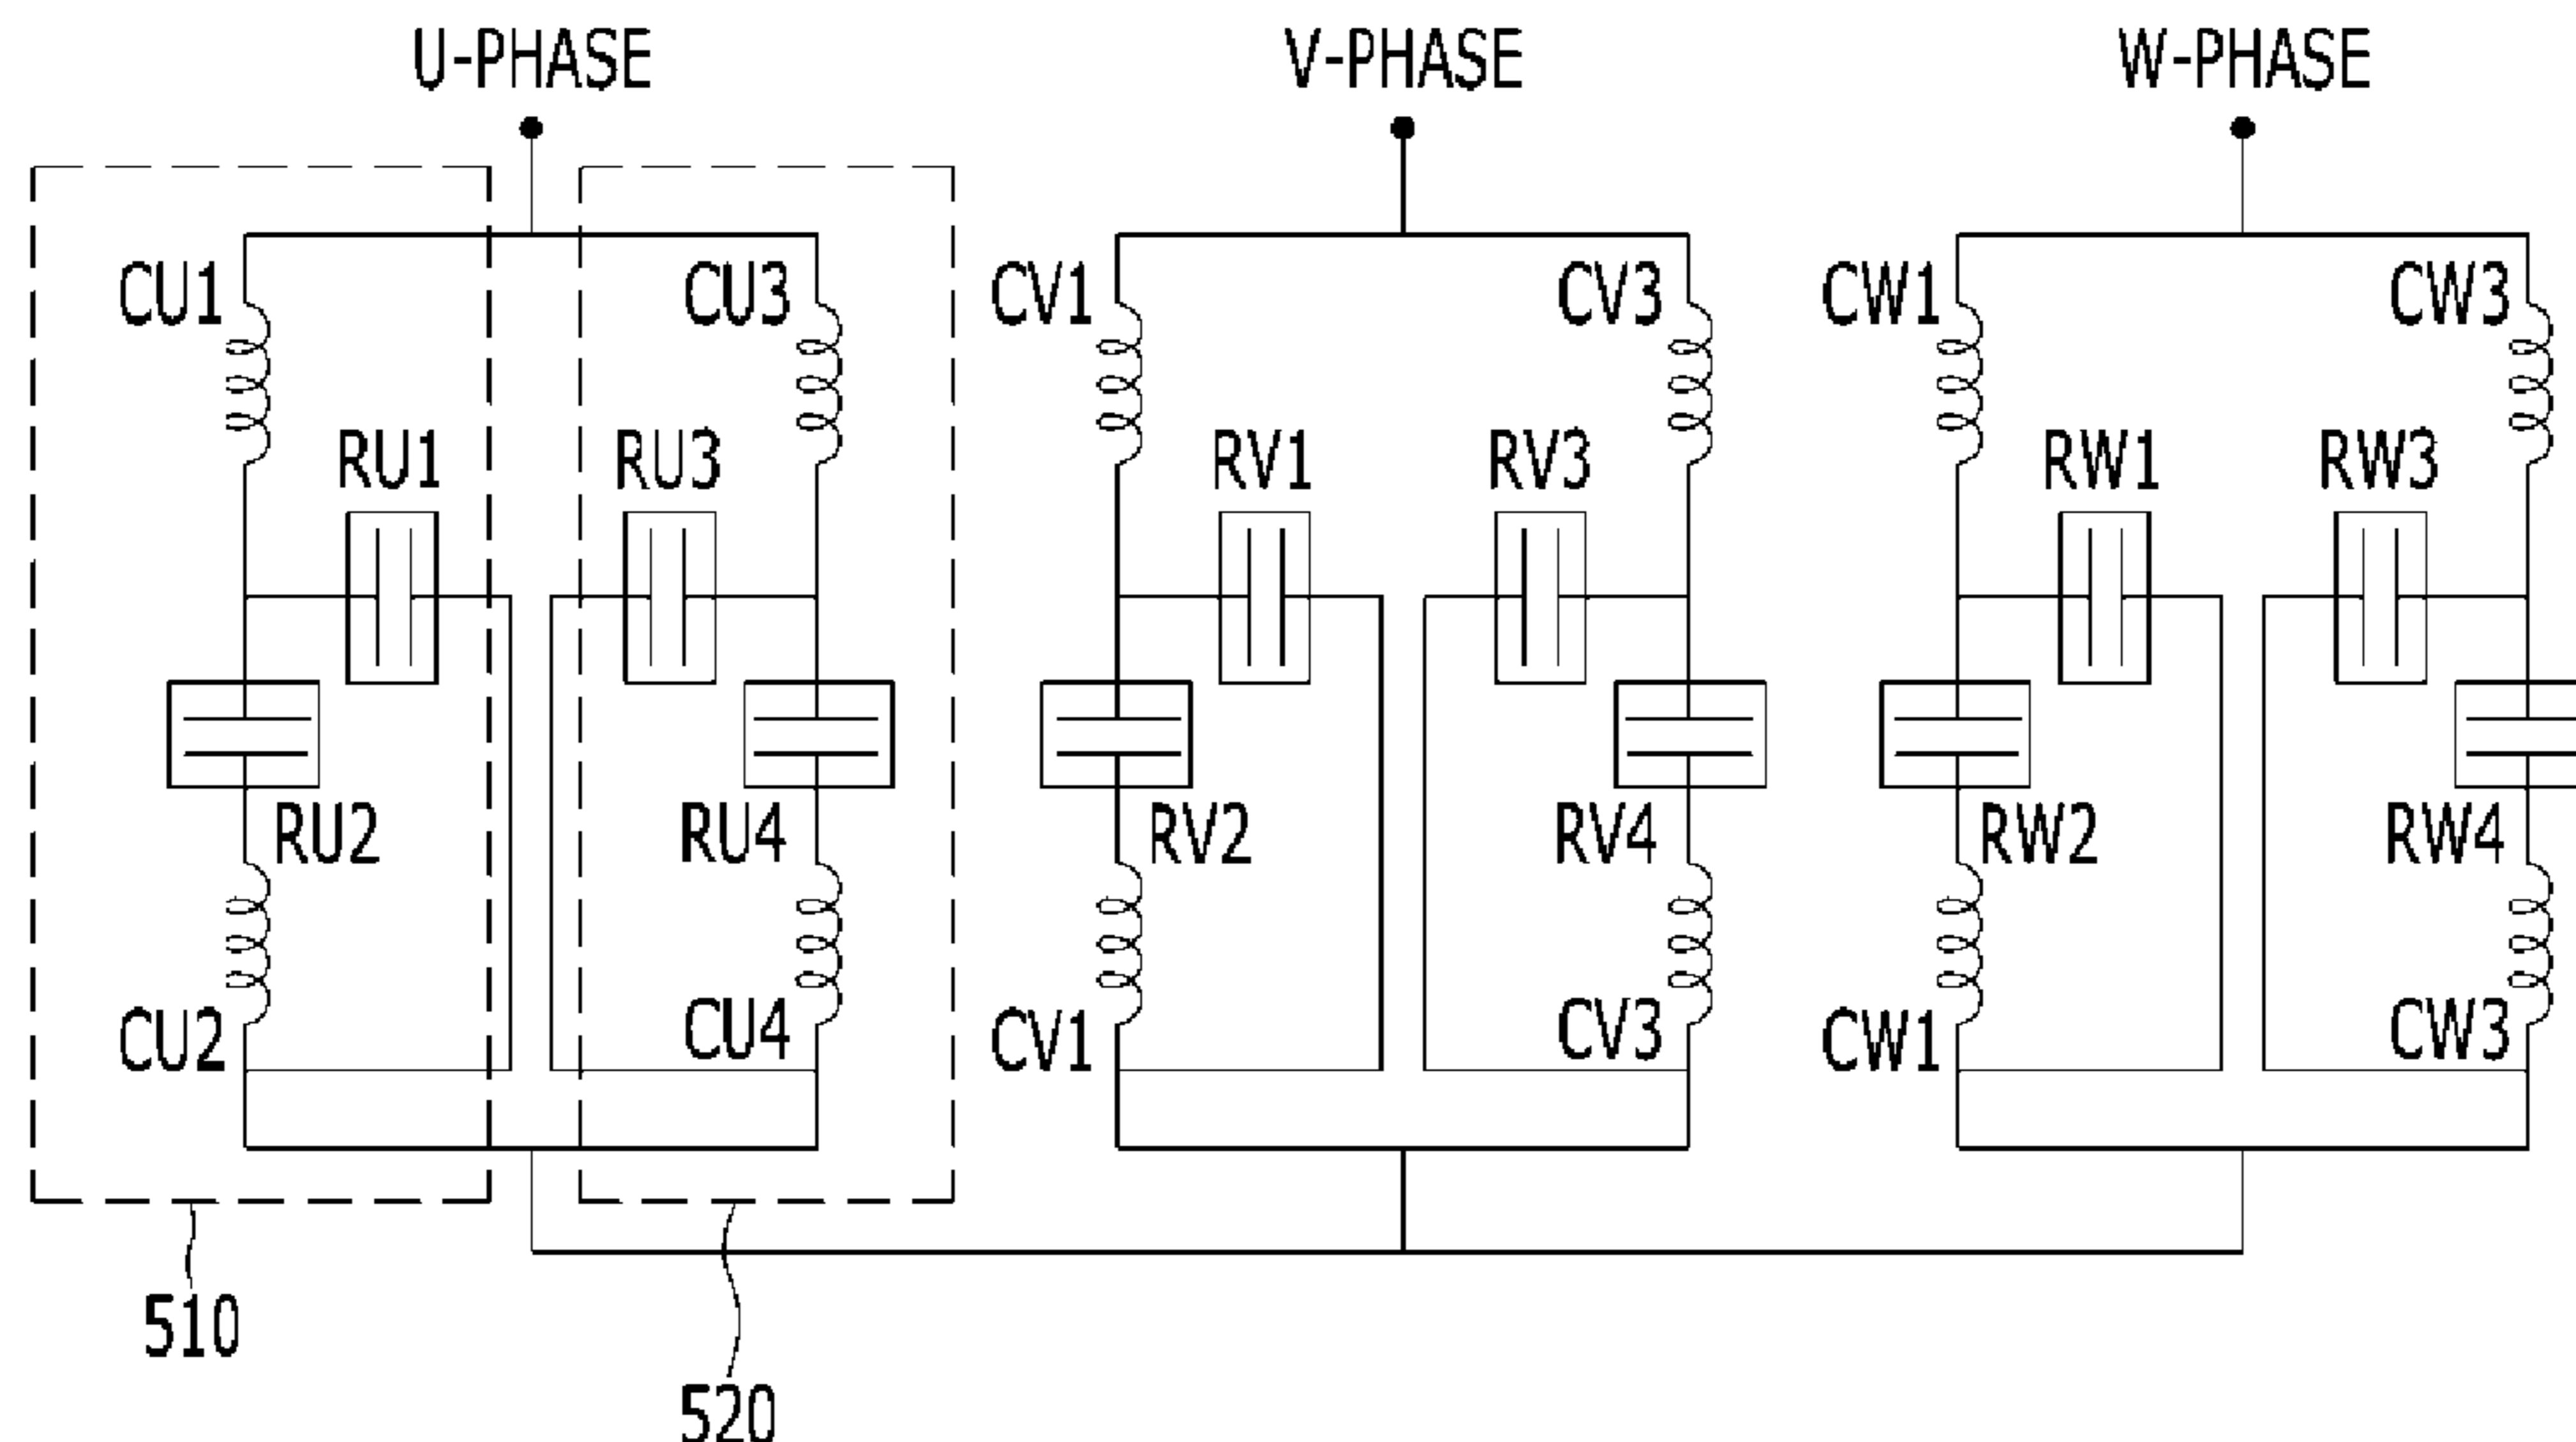 U-PHASE V-PHASE W-PHASE
CU1 CU3 CV1 CV3 CW1 CW3
RU1 RU3 RV1 RV3 RW1 RW3
RU2 RU4 RV2 RV4 RW2 RW4
CU2 CU4 CV1 CV3 CW1 CW3
510
520